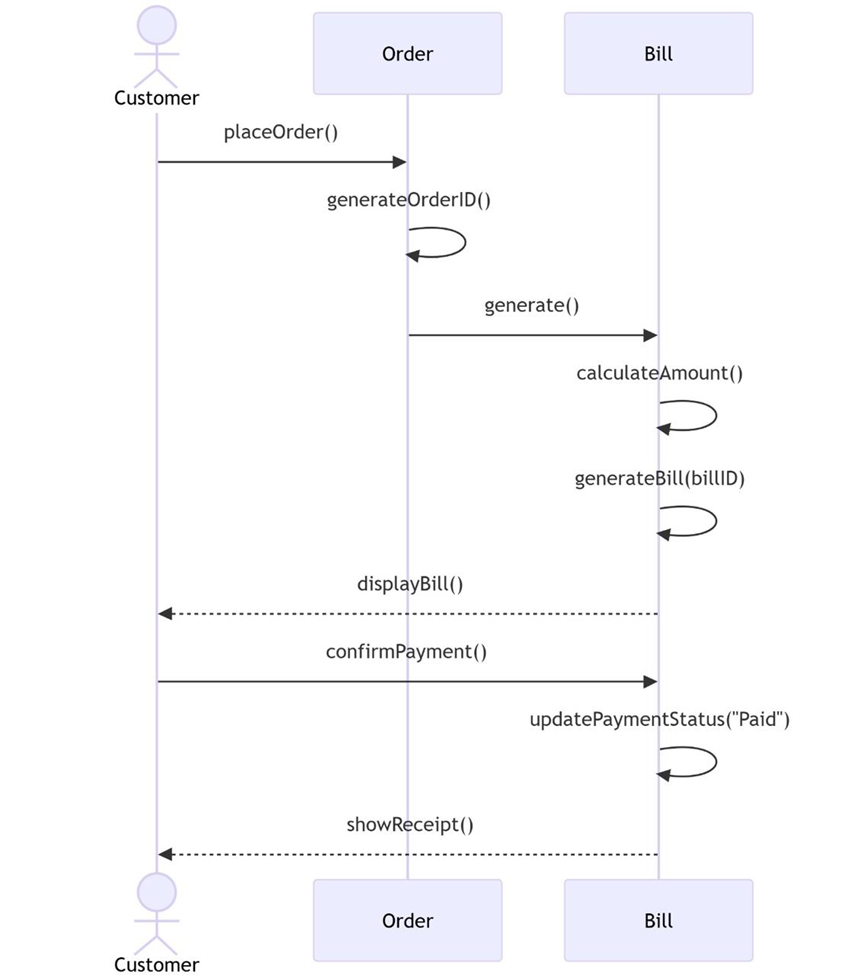 Order
Bill
Customer
placeOrder()
generateOrderID()
generate()
calculateAmount()
generateBill(billID)
displayBill()
confirmPayment()
updatePaymentStatus("Paid")
showReceipt()
Order
Bill
Customer